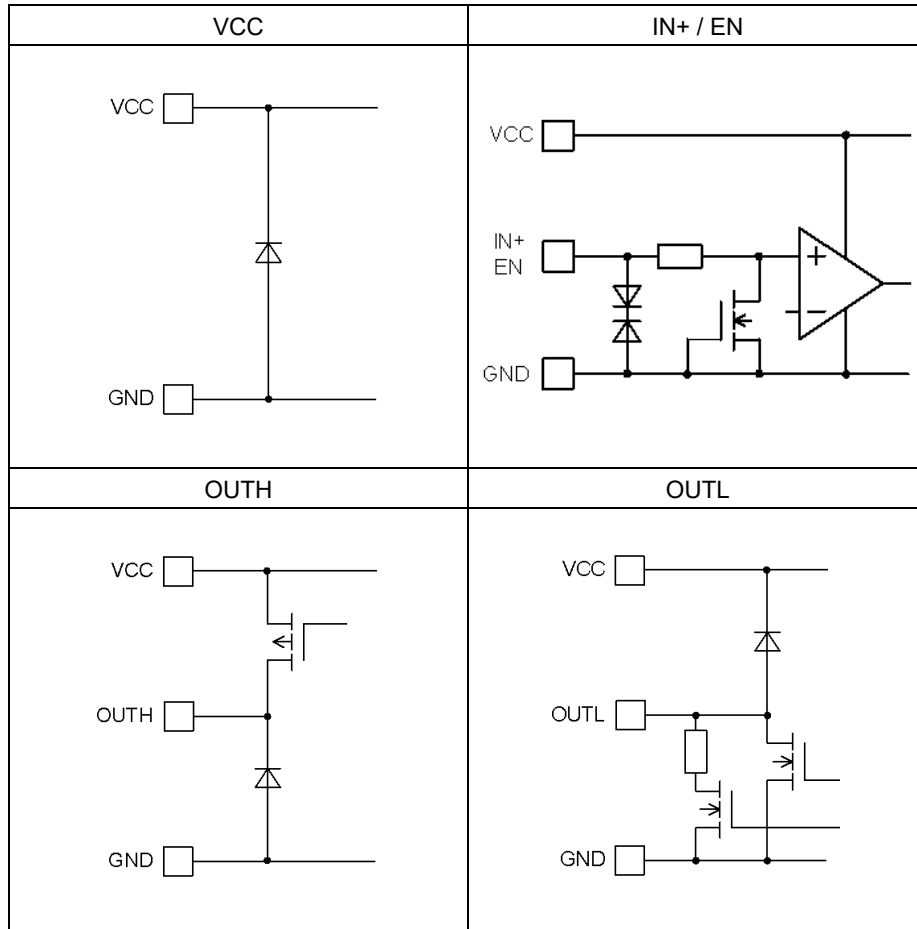 VCC
IN+ / EN
VCC
GND
VCC
IN+
EN
GND
OUTH
OUTL
VCC
OUTH
GND
VCC
OUTL
GND